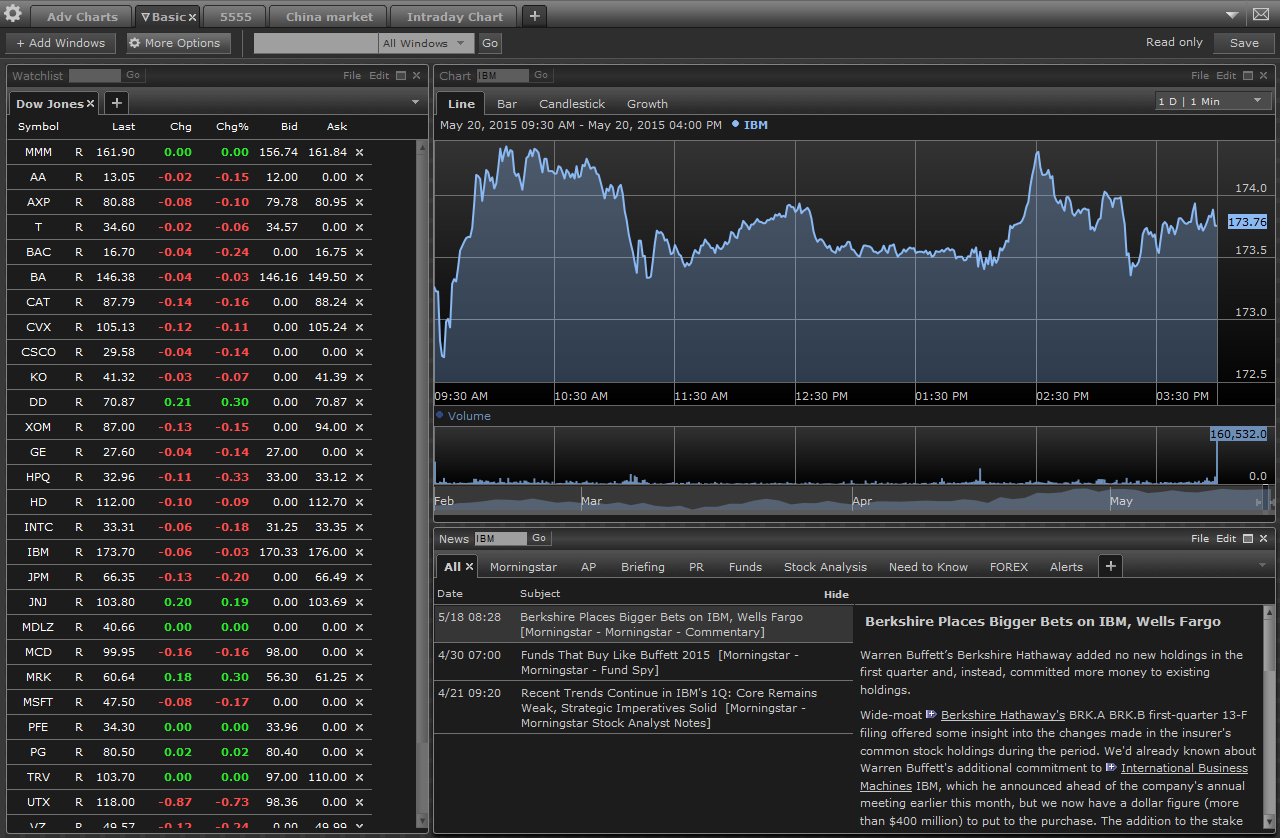 Adv Charts Basic 5555 China market Intraday Chart +
+ Add Windows More Options All Windows Go Read only Save
Watchlist Go File Edit
Dow Jones +
Symbol Last Chg Chg% Bid Ask
MMM R 161.90 0.00 0.00 156.74 161.84
AA R 13.05 -0.02 -0.15 12.00 0.00
AXP R 80.88 -0.08 -0.10 79.78 80.95
T R 34.60 -0.02 -0.06 34.57 0.00
BAC R 16.70 -0.04 -0.24 0.00 16.75
BA R 146.38 -0.04 -0.03 146.16 149.50
CAT R 87.79 -0.14 -0.16 0.00 88.24
CVX R 105.13 -0.12 -0.11 0.00 105.24
CSCO R 29.58 -0.04 -0.14 0.00 0.00
KO R 41.32 -0.03 -0.07 0.00 41.39
DD R 70.87 0.21 0.30 0.00 70.87
XOM R 87.00 -0.13 -0.15 0.00 94.00
GE R 27.60 -0.04 -0.14 27.00 0.00
HPQ R 32.96 -0.11 -0.33 33.00 33.12
HD R 112.00 -0.10 -0.09 0.00 112.70
INTC R 33.31 -0.06 -0.18 31.25 33.35
IBM R 173.70 -0.06 -0.03 170.33 176.00
JPM R 66.35 -0.13 -0.20 0.00 66.49
JNJ R 103.80 0.20 0.19 0.00 103.69
MDLZ R 40.66 0.00 0.00 0.00 0.00
MCD R 99.95 -0.16 -0.16 98.00 0.00
MRK R 60.64 0.18 0.30 56.30 61.25
MSFT R 47.50 -0.08 -0.17 0.00 0.00
PFE R 34.30 0.00 0.00 33.96 0.00
PG R 80.50 0.02 0.02 80.40 0.00
TRV R 103.70 0.00 0.00 97.00 110.00
UTX R 118.00 -0.87 -0.73 98.36 0.00
VZ R 49.57 -0.12 -0.24 0.00 49.99
Chart IBM Go File Edit
Line Bar Candlestick Growth 1 D | 1 Min
May 20, 2015 09:30 AM - May 20, 2015 04:00 PM IBM
174.0
173.76
173.5
173.0
172.5
09:30 AM 10:30 AM 11:30 AM 12:30 PM 01:30 PM 02:30 PM 03:30 PM
Volume
160,532.0
0.0
Feb Mar Apr May
News IBM Go File Edit
All Morningstar AP Briefing PR Funds Stock Analysis Need to Know FOREX Alerts +
Date Subject Hide
5/18 08:28 Berkshire Places Bigger Bets on IBM, Wells Fargo
[Morningstar - Morningstar - Commentary]
4/30 07:00 Funds That Buy Like Buffett 2015 [Morningstar -
Morningstar - Fund Spy]
4/21 09:20 Recent Trends Continue in IBM's 1Q: Core Remains
Weak, Strategic Imperatives Solid [Morningstar -
Morningstar Stock Analyst Notes]
Berkshire Places Bigger Bets on IBM, Wells Fargo
Warren Buffett’s Berkshire Hathaway added no new holdings in the
first quarter and, instead, committed more money to existing
holdings.
Wide-moat Berkshire Hathaway's BRK.A BRK.B first-quarter 13-F
filing offered some insight into the changes made in the insurer's
common stock holdings during the period. We'd already known about
Warren Buffett's additional commitment to International Business
Machines IBM, which he announced ahead of the company's annual
meeting earlier this month, but we now have a dollar figure (more
than $400 million) to put to the purchase. The addition to the stake